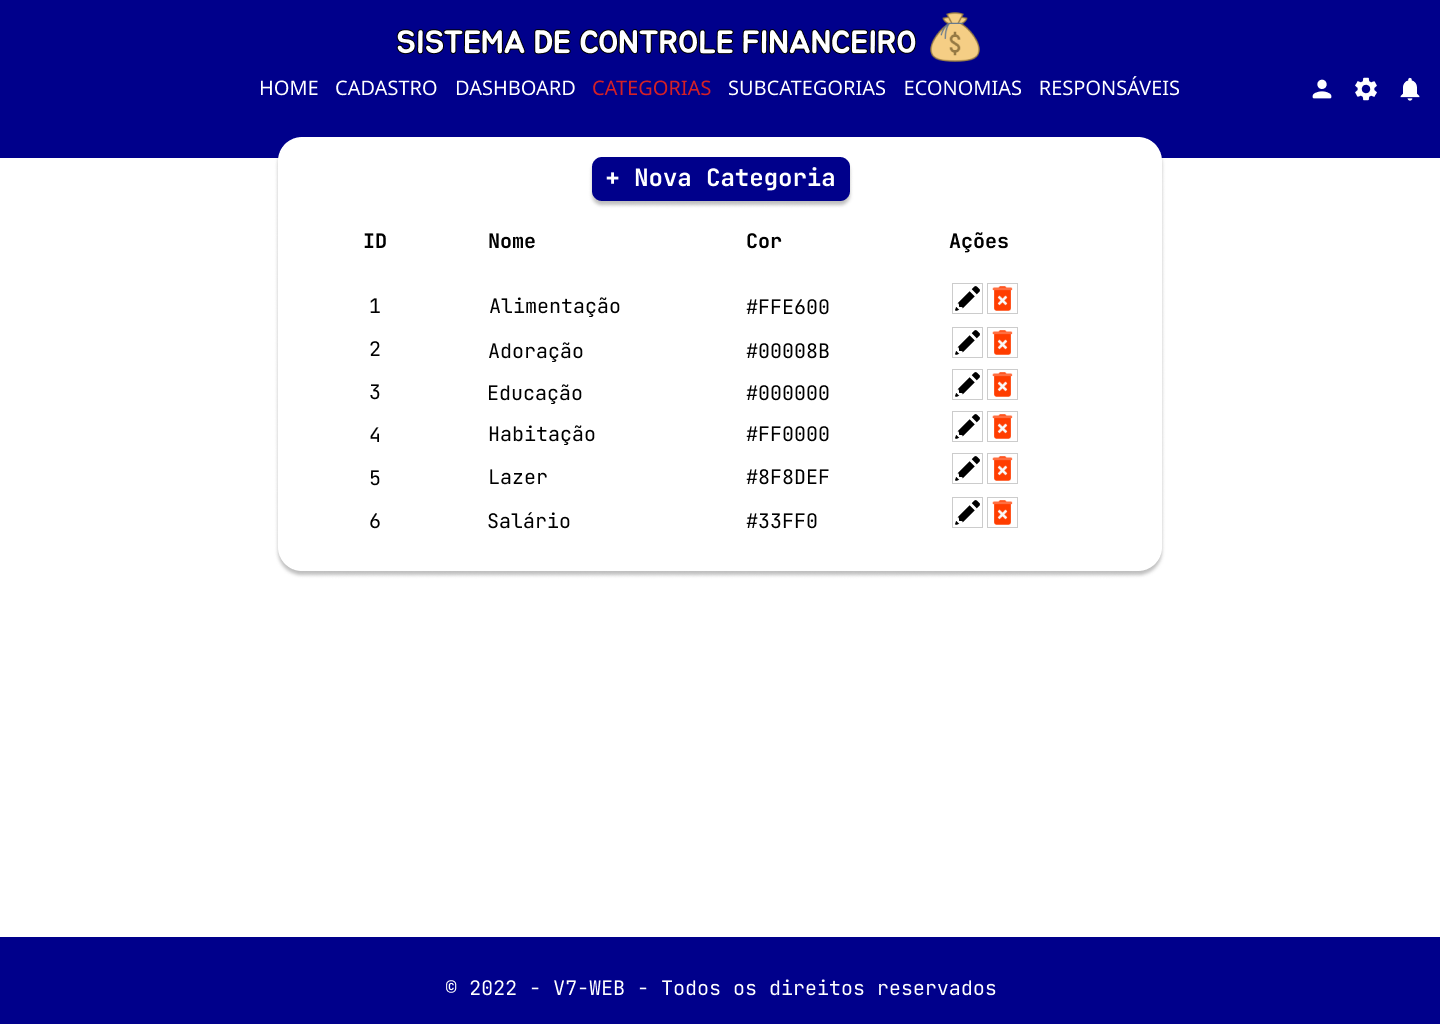 SISTEMA DE CONTROLE FINANCEIRO
HOME CADASTRO DASHBOARD CATEGORIAS SUBCATEGORIAS ECONOMIAS RESPONSÁVEIS
+ Nova Categoria
ID Nome Cor Ações
1 Alimentação #FFE600
2 Adoração #00008B
3 Educação #000000
4 Habitação #FF0000
5 Lazer #8F8DEF
6 Salário #33FF0
© 2022 - V7-WEB - Todos os direitos reservados